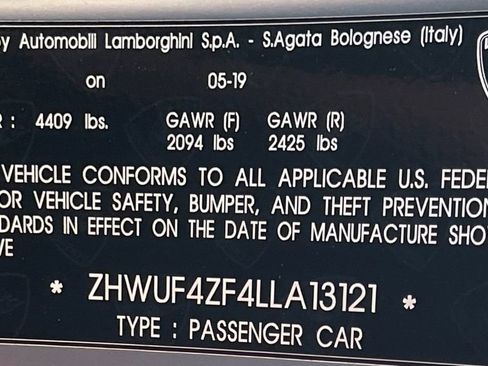 by Automobili Lamborghini S.p.A. - S.Agata Bolognese (Italy)
on 05-19
: 4409 lbs. GAWR (F) GAWR (R)
2094 lbs 2425 lbs
VEHICLE CONFORMS TO ALL APPLICABLE U.S. FEDE
OR VEHICLE SAFETY, BUMPER, AND THEFT PREVENTION
DARDS IN EFFECT ON THE DATE OF MANUFACTURE SHO
VE
* ZHWUF4ZF4LLA13121 *
TYPE : PASSENGER CAR